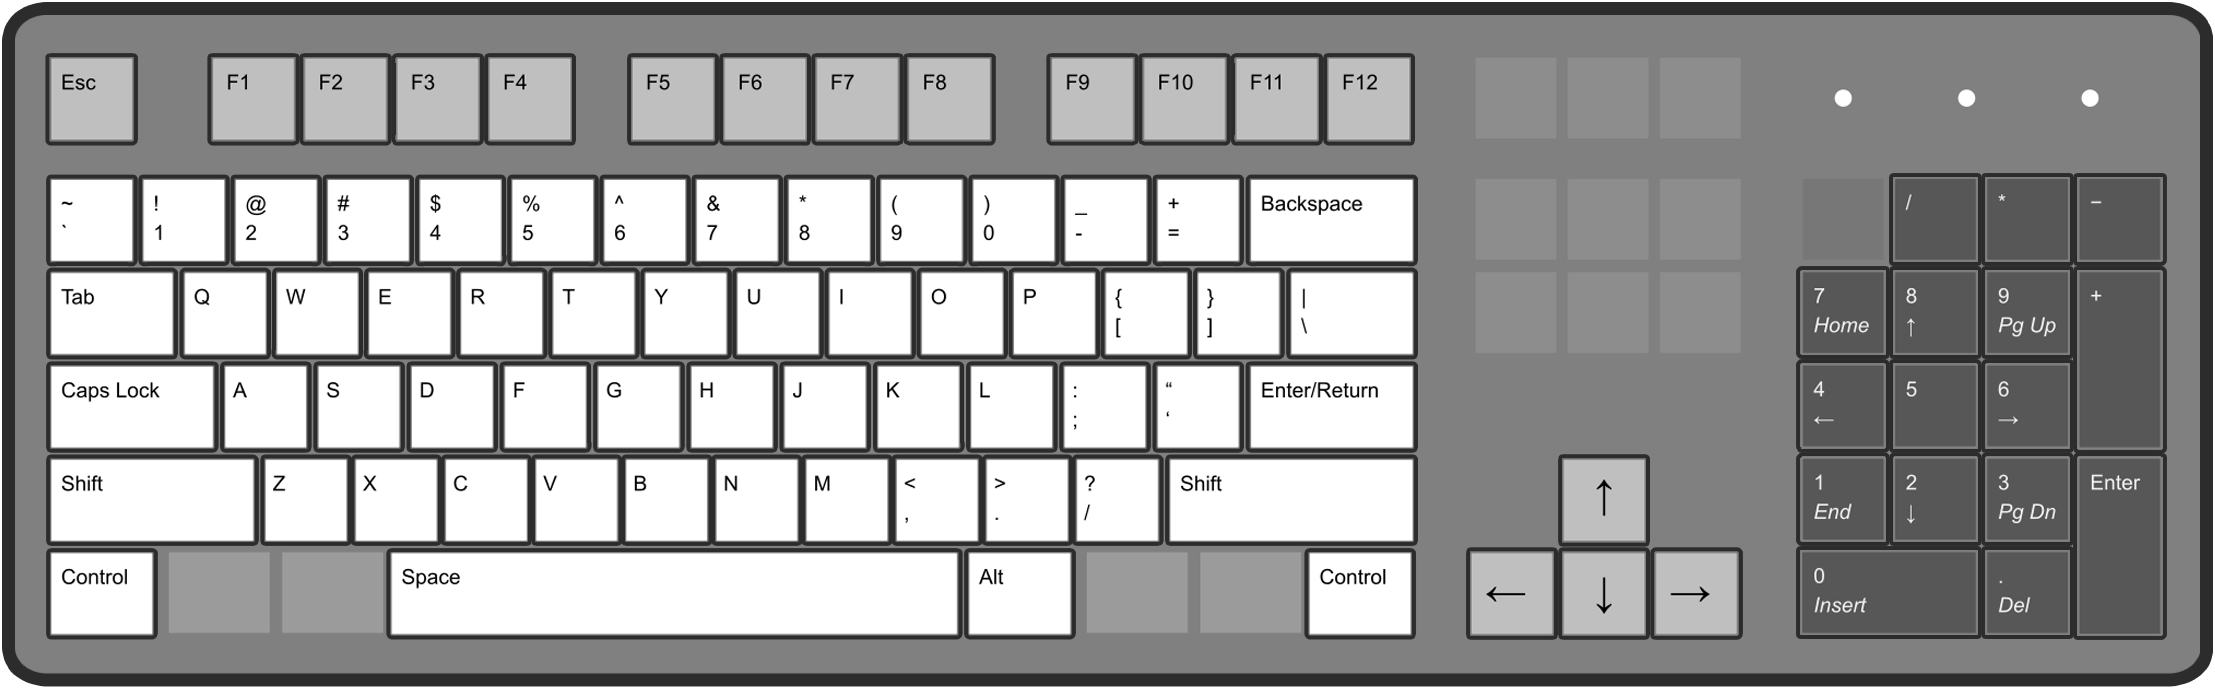 Esc F1 F2 F3 F4 F5 F6 F7 F8 F9 F10 F11 F12
~ ! @ # $ % ^ & * ( ) _ + Backspace / * −
` 1 2 3 4 5 6 7 8 9 0 - =
Tab Q W E R T Y U I O P { } | 7 8 9 +
[ ] \ Home ↑ Pg Up
Caps Lock A S D F G H J K L : “ Enter/Return 4 5 6
; ‘ ← →
Shift Z X C V B N M < > ? Shift ↑ 1 2 3 Enter
, . / End ↓ Pg Dn
Control Space Alt Control ← ↓ → 0 .
Insert Del